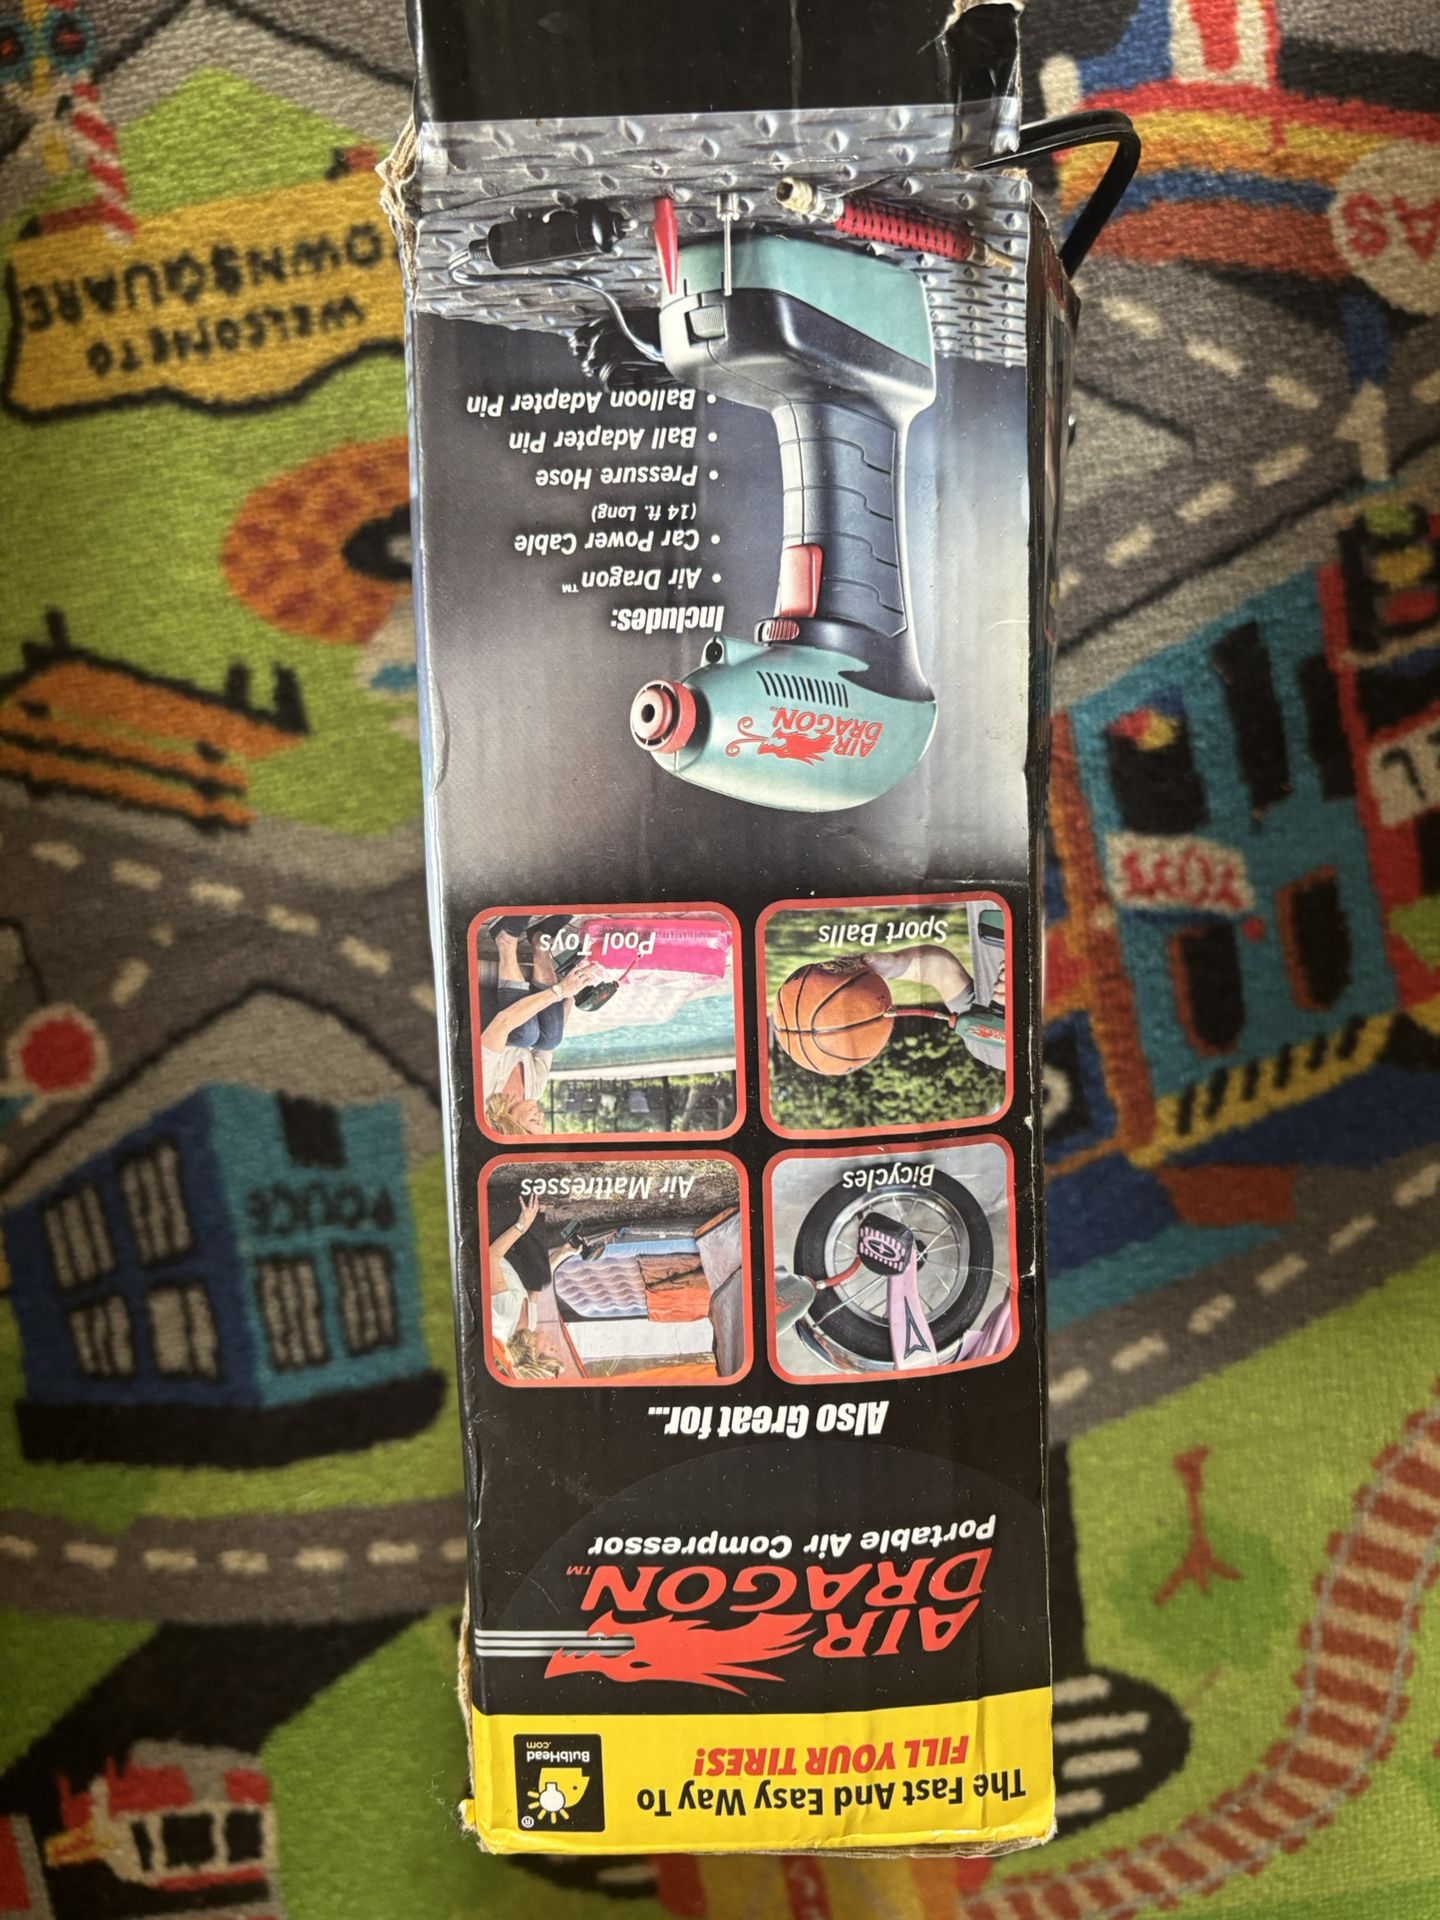 The Fast And Easy Way To
FILL YOUR TIRES!
BulbHead
.com
®
AIR
DRAGON™
Portable Air Compressor
Also Great for...
Bicycles
Air Mattresses
Sport Balls
Pool Toys
AIR
DRAGON™
Includes:
• Air Dragon™
• Car Power Cable
(14 ft. Long)
• Pressure Hose
• Ball Adapter Pin
• Balloon Adapter Pin
WELCOME TO
TOWNSQUARE
POLICE
TOYS
GAS